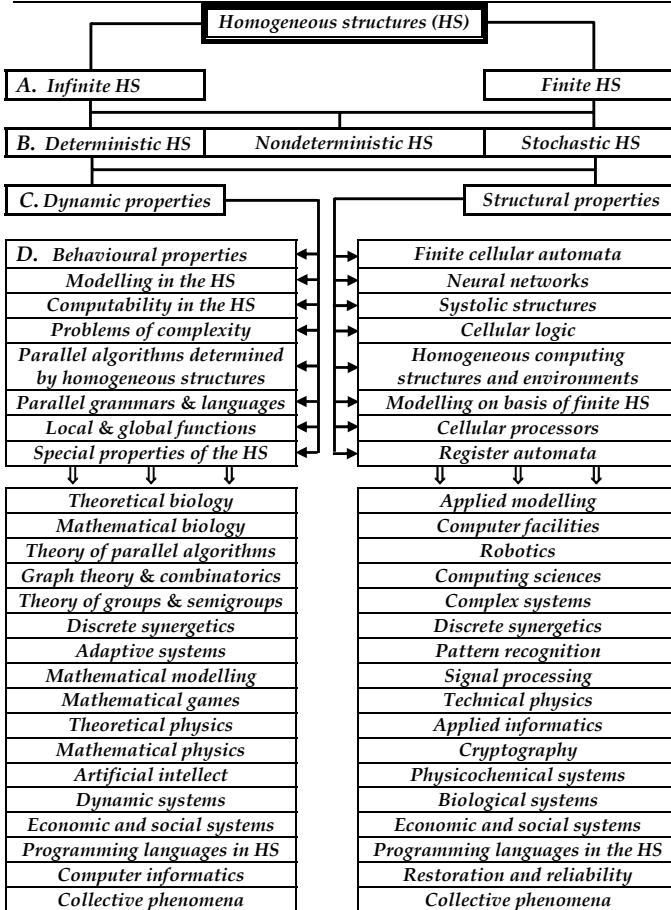 Homogeneous structures (HS)
A. Infinite HS
Finite HS
B. Deterministic HS
Nondeterministic HS
Stochastic HS
C. Dynamic properties
Structural properties
D. Behavioural properties
Modelling in the HS
Computability in the HS
Problems of complexity
Parallel algorithms determined
by homogeneous structures
Parallel grammars & languages
Local & global functions
Special properties of the HS
Finite cellular automata
Neural networks
Systolic structures
Cellular logic
Homogeneous computing
structures and environments
Modelling on basis of finite HS
Cellular processors
Register automata
Theoretical biology
Mathematical biology
Theory of parallel algorithms
Graph theory & combinatorics
Theory of groups & semigroups
Discrete synergetics
Adaptive systems
Mathematical modelling
Mathematical games
Theoretical physics
Mathematical physics
Artificial intellect
Dynamic systems
Economic and social systems
Programming languages in HS
Computer informatics
Collective phenomena
Applied modelling
Computer facilities
Robotics
Computing sciences
Complex systems
Discrete synergetics
Pattern recognition
Signal processing
Technical physics
Applied informatics
Cryptography
Physicochemical systems
Biological systems
Economic and social systems
Programming languages in the HS
Restoration and reliability
Collective phenomena